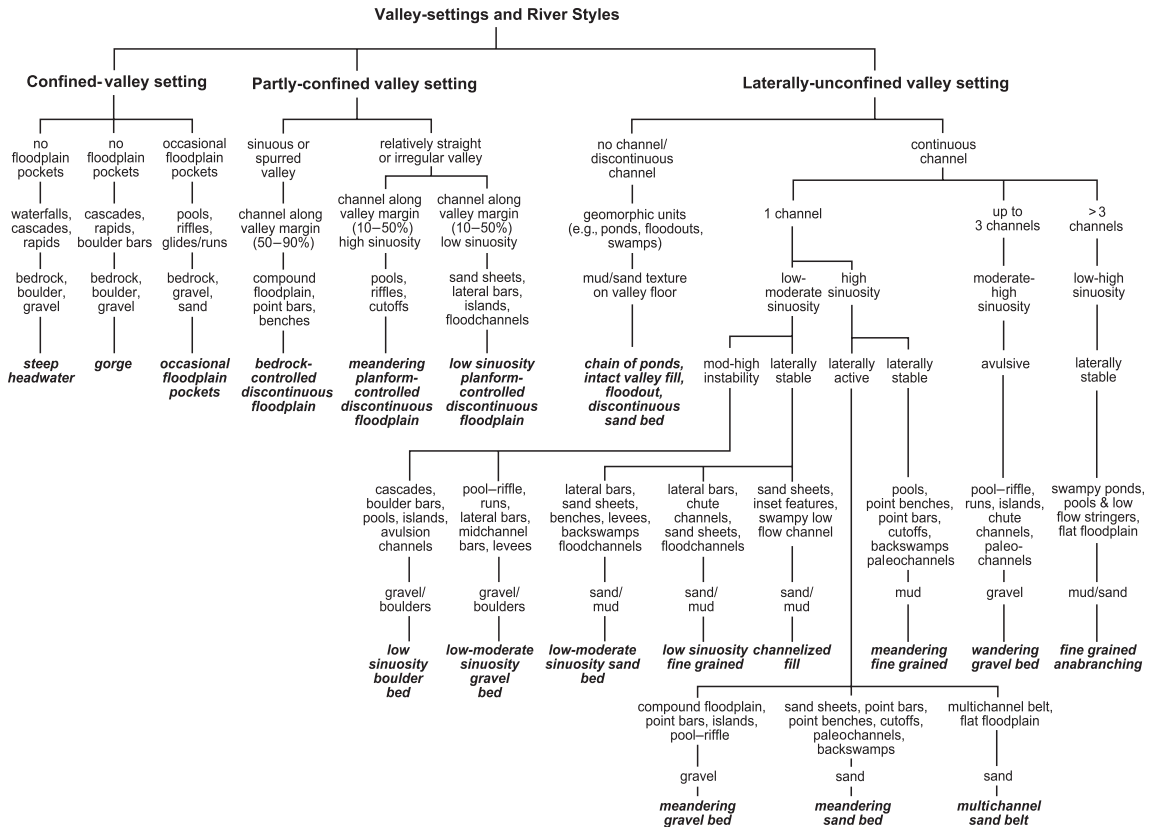 Valley-settings and River Styles
Confined-valley setting
Partly-confined valley setting
Laterally-unconfined valley setting
no
floodplain
pockets
no
floodplain
pockets
occasional
floodplain
pockets
sinuous or
spurred
valley
relatively straight
or irregular valley
no channel/
discontinuous
channel
continuous
channel
waterfalls,
cascades,
rapids
cascades,
rapids,
boulder bars
pools,
riffles,
glides/runs
channel along
valley margin
(50–90%)
channel along
valley margin
(10–50%)
high sinuosity
channel along
valley margin
(10–50%)
low sinuosity
geomorphic units
(e.g., ponds, floodouts,
swamps)
1 channel
up to
3 channels
>3
channels
bedrock,
boulder,
gravel
bedrock,
boulder,
gravel
bedrock,
gravel,
sand
compound
floodplain,
point bars,
benches
pools,
riffles,
cutoffs
sand sheets,
lateral bars,
islands,
floodchannels
mud/sand texture
on valley floor
low-
moderate
sinuosity
high
sinuosity
moderate-
high
sinuosity
low-high
sinuosity
steep
headwater
gorge
occasional
floodplain
pockets
bedrock-
controlled
discontinuous
floodplain
meandering
planform-
controlled
discontinuous
floodplain
low sinuosity
planform-
controlled
discontinuous
floodplain
chain of ponds,
intact valley fill,
floodout,
discontinuous
sand bed
mod-high
instability
laterally
stable
laterally
active
laterally
stable
avulsive
laterally
stable
cascades,
boulder bars,
pools, islands,
avulsion
channels
pool–riffle,
runs,
lateral bars,
midchannel
bars, levees
lateral bars,
sand sheets,
benches, levees,
backswamps
floodchannels
lateral bars,
chute
channels,
sand sheets,
floodchannels
sand sheets,
inset features,
swampy low
flow channel
pools,
point benches,
point bars,
cutoffs,
backswamps
paleochannels
pool–riffle,
runs, islands,
chute
channels,
paleo-
channels
swampy ponds,
pools & low
flow stringers,
flat floodplain
gravel/
boulders
gravel/
boulders
sand/
mud
sand/
mud
sand/
mud
mud
gravel
mud/sand
low
sinuosity
boulder
bed
low-moderate
sinuosity
gravel
bed
low-moderate
sinuosity sand
bed
low sinuosity
fine grained
channelized
fill
meandering
fine grained
wandering
gravel bed
fine grained
anabranching
compound floodplain,
point bars, islands,
pool–riffle
sand sheets, point bars,
point benches, cutoffs,
paleochannels,
backswamps
multichannel belt,
flat floodplain
gravel
sand
sand
meandering
gravel bed
meandering
sand bed
multichannel
sand belt